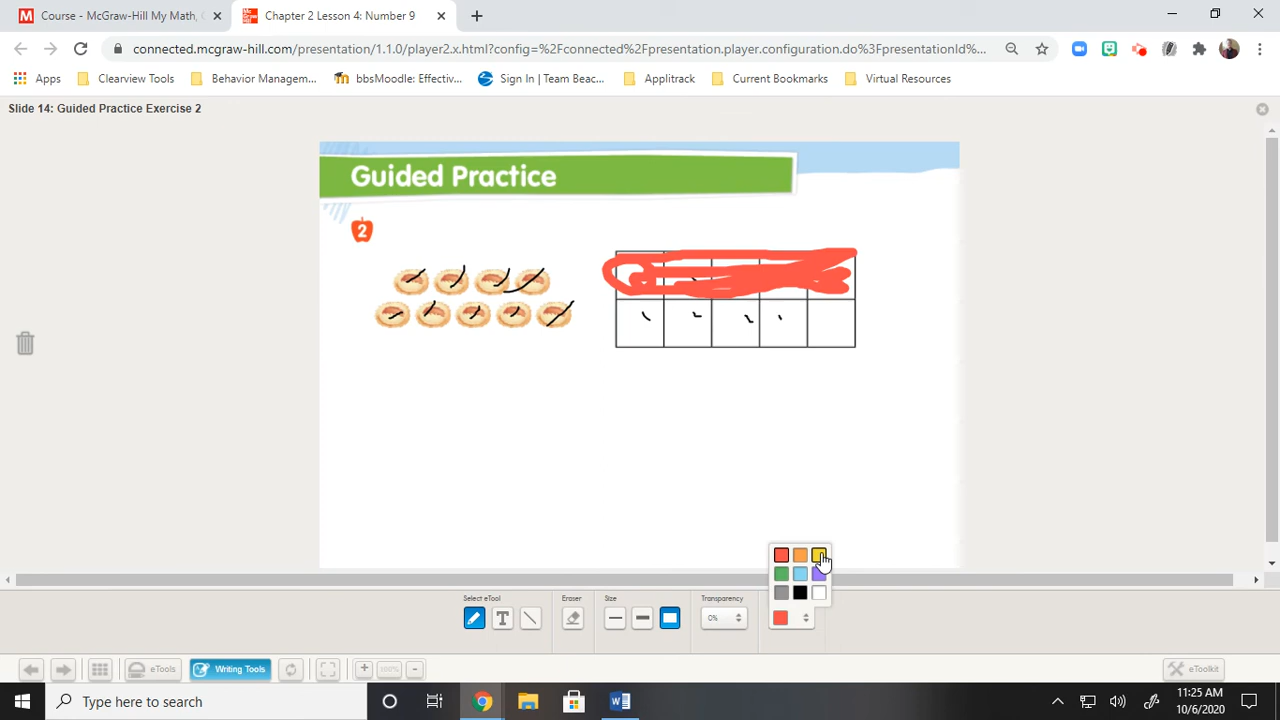 Course - McGraw-Hill My Math, Chapter 2 Lesson 4: Number 9
connected.mcgraw-hill.com/presentation/1.1.0/player2.x.html?config=%2Fconnected%2Fpresentation.player.configuration.do%3FpresentationId%...
Apps Clearview Tools Behavior Managem... bbsMoodle: Effectiv... Sign In | Team Beac... Applitrack Current Bookmarks Virtual Resources
Slide 14: Guided Practice Exercise 2
Guided Practice
2
Select eTool Eraser Size Transparency
T 0%
eTools Writing Tools 100% eToolkit
Type here to search
11:25 AM
10/6/2020